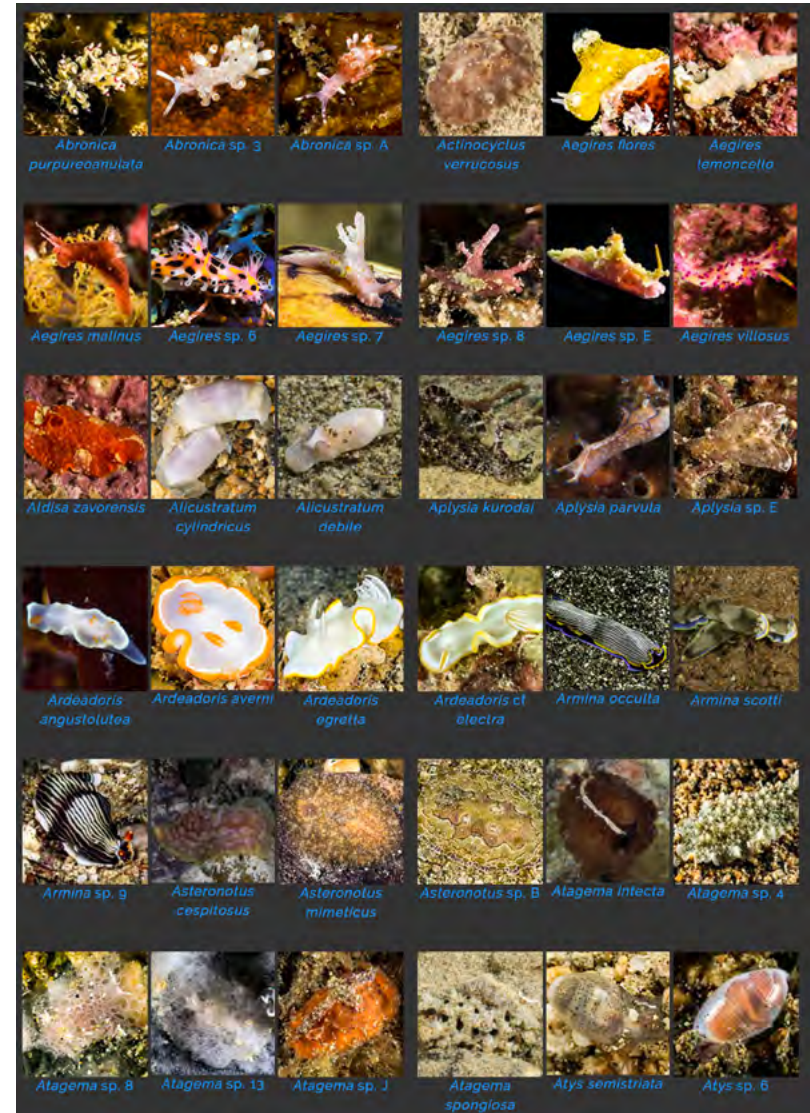 Abronica
purpureoanulata
Abronica sp. 3
Abronica sp. A
Actinocyclus
verrucosus
Aegires flores
Aegires
lemoncello
Aegires malinus
Aegires sp. 6
Aegires sp. 7
Aegires sp. 8
Aegires sp. E
Aegires villosus
Aldisa zavorensis
Alicustratum
cylindricus
Alicustratum
debile
Aplysia kurodai
Aplysia parvula
Aplysia sp. E
Ardeadoris
angustolutea
Ardeadoris averni
Ardeadoris
egretta
Ardeadoris cf
electra
Armina occulta
Armina scotti
Armina sp. 9
Asteronotus
cespitosus
Asteronotus
mimeticus
Asteronotus sp. B
Atagema intecta
Atagema sp. 4
Atagema sp. 8
Atagema sp. 13
Atagema sp. J
Atagema
spongiosa
Atys semistriata
Atys sp. 6